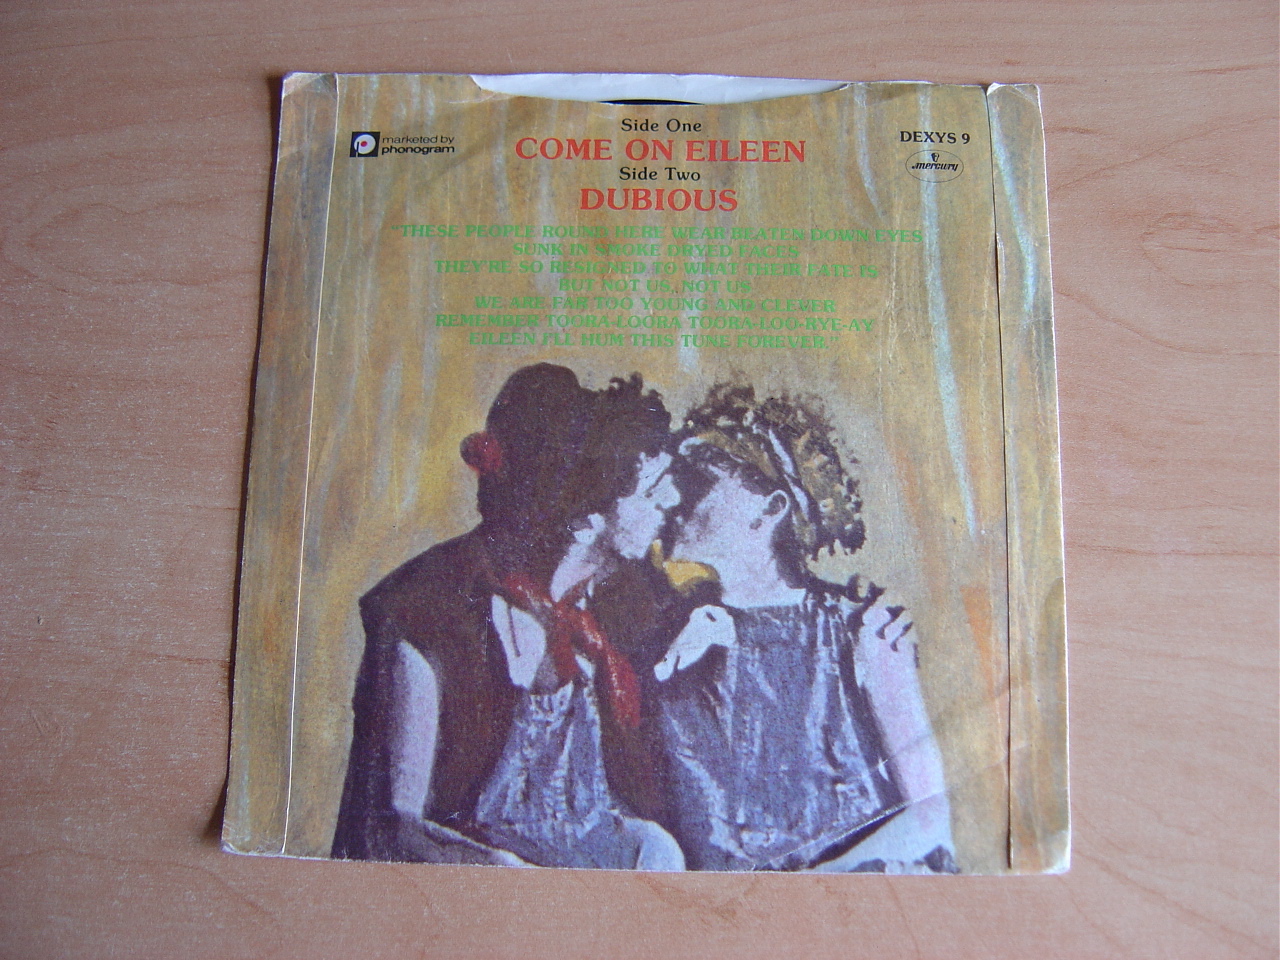 Side One
marketed by
phonogram
COME ON EILEEN
DEXYS 9
mercury
Side Two
DUBIOUS
"THESE PEOPLE ROUND HERE WEAR BEATEN DOWN EYES
SUNK IN SMOKE DRYED FACES
THEY'RE SO RESIGNED TO WHAT THEIR FATE IS
BUT NOT US, NOT US
WE ARE FAR TOO YOUNG AND CLEVER
REMEMBER TOORA-LOORA TOORA-LOO-RYE-AY
EILEEN I'LL HUM THIS TUNE FOREVER."